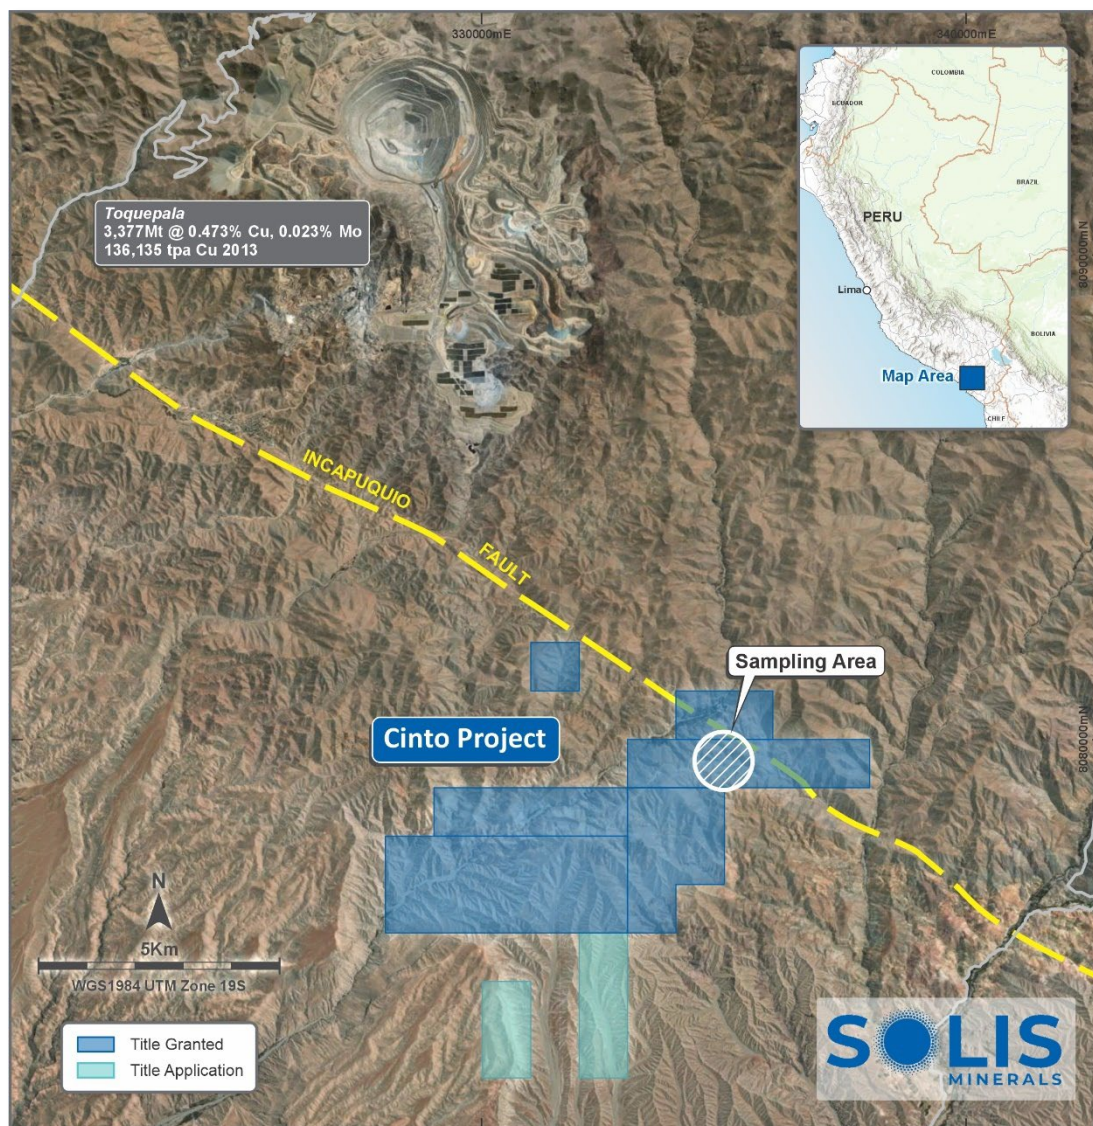 330000mE
340000mE
COLOMBIA
ECUADOR
BRAZIL
PERU
Lima
BOLIVIA
Map Area
CHILE
8090000mN
Toquepala
3,377Mt @ 0.473% Cu, 0.023% Mo
136,135 tpa Cu 2013
INCAPUQUIO
FAULT
Sampling Area
Cinto Project
8080000mN
N
5Km
WGS1984 UTM Zone 19S
Title Granted
Title Application
SOLIS
MINERALS